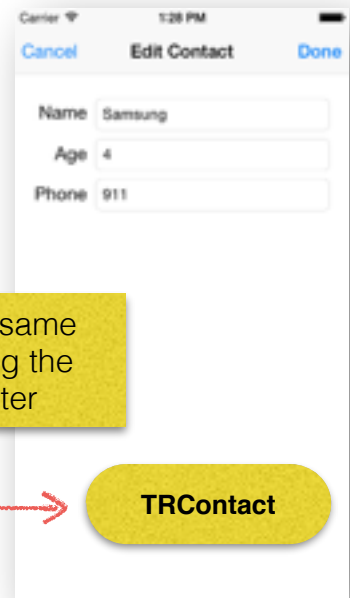 Carrier 1:28 PM
Cancel Edit Contact Done
Name Samsung
Age 4
Phone 911
same
g the
ter
TRContact